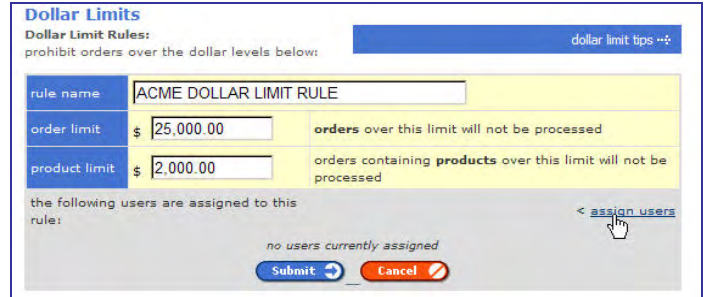 Dollar Limits
Dollar Limit Rules:
prohibit orders over the dollar levels below:
dollar limit tips
rule name ACME DOLLAR LIMIT RULE
order limit $ 25,000.00 orders over this limit will not be processed
product limit $ 2,000.00 orders containing products over this limit will not be
processed
the following users are assigned to this
rule:
< assign users
no users currently assigned
Submit Cancel